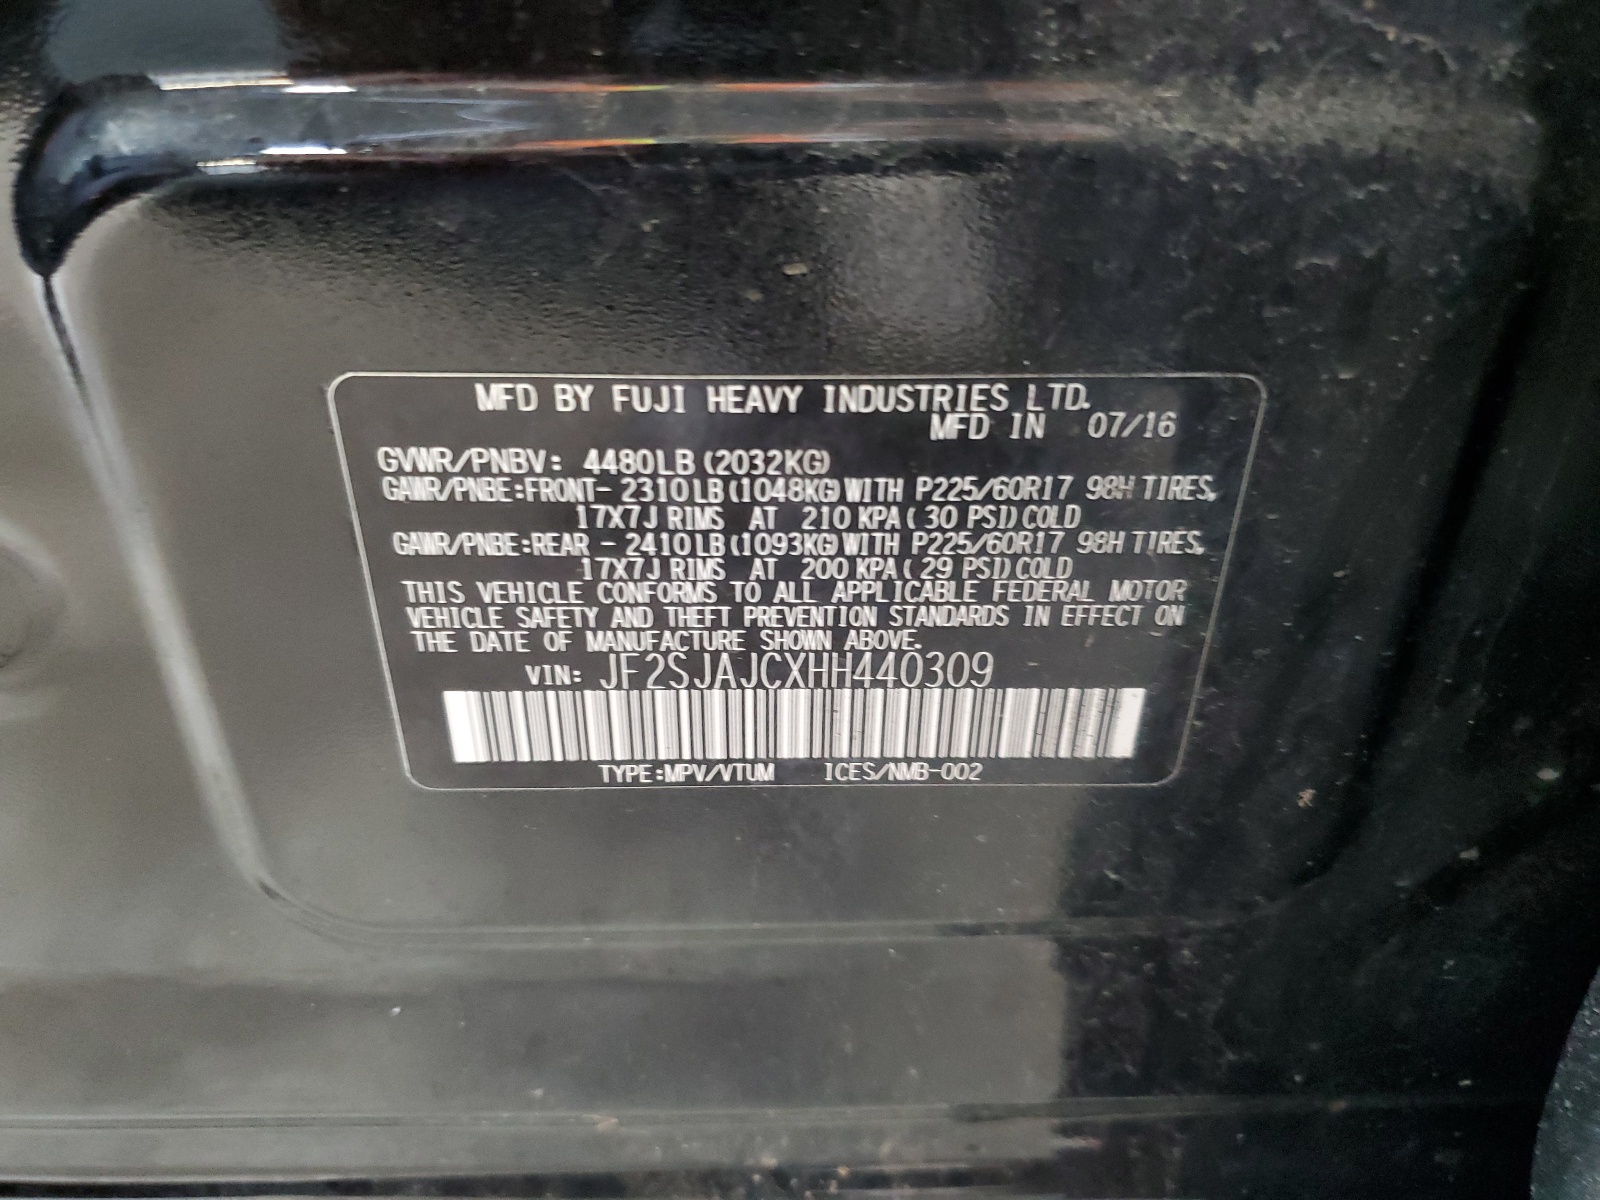 MFD BY FUJI HEAVY INDUSTRIES LTD.
MFD IN 07/16
GVWR/PNBV: 4480LB(2032KG)
GAWR/PNBE:FRONT- 2310LB(1048KG)WITH P225/60R17 98H TIRES,
17X7J RIMS AT 210 KPA( 30 PSI)COLD
GAWR/PNBE:REAR - 2410LB(1093KG)WITH P225/60R17 98H TIRES,
17X7J RIMS AT 200 KPA( 29 PSI)COLD
THIS VEHICLE CONFORMS TO ALL APPLICABLE FEDERAL MOTOR
VEHICLE SAFETY AND THEFT PREVENTION STANDARDS IN EFFECT ON
THE DATE OF MANUFACTURE SHOWN ABOVE.
VIN: JF2SJAJCXHH440309
TYPE:MPV/VTUM ICES/NMB-002